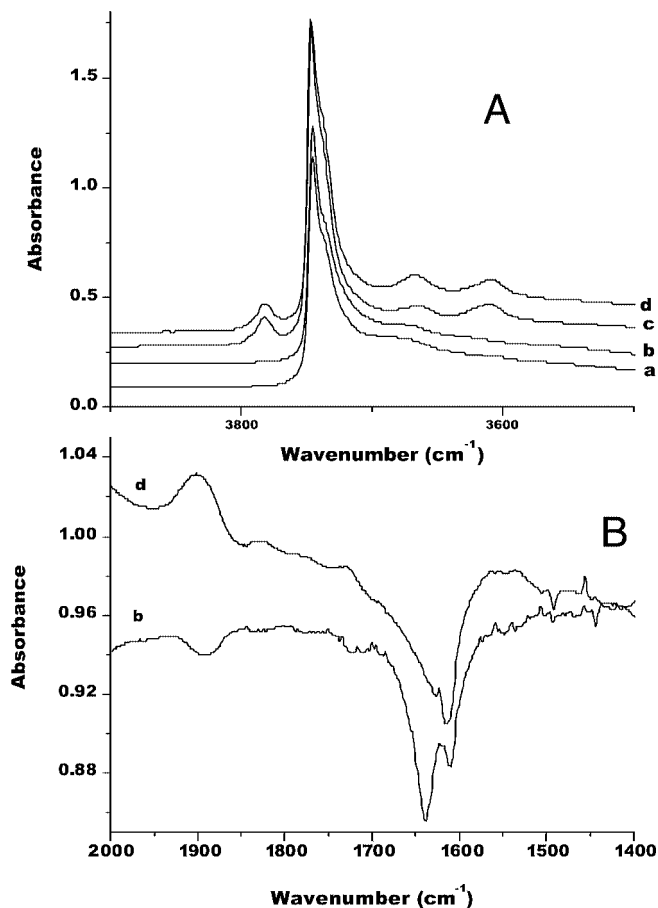 A
1.5
1.0
0.5
0.0
Absorbance
d
c
b
a
3800
3600
Wavenumber (cm-1)
B
1.04
1.00
0.96
0.92
0.88
Absorbance
d
b
2000
1900
1800
1700
1600
1500
1400
Wavenumber (cm-1)